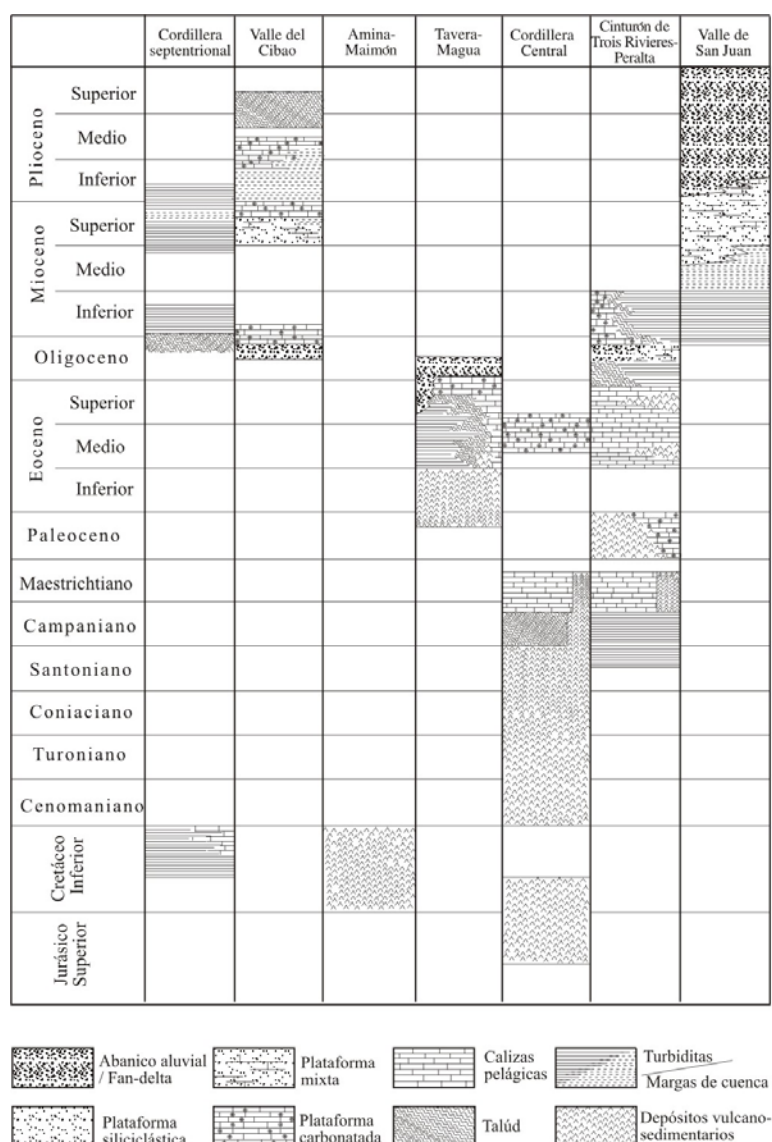 Cordillera
septentrional
Valle del
Cibao
Amina-
Maimón
Tavera-
Magua
Cordillera
Central
Cinturón de
Trois Rivieres-
Peralta
Valle de
San Juan
Plioceno
Superior
Medio
Inferior
Mioceno
Superior
Medio
Inferior
Oligoceno
Eoceno
Superior
Medio
Inferior
Paleoceno
Maestrichtiano
Campaniano
Santoniano
Coniaciano
Turoniano
Cenomaniano
Cretáceo
Inferior
Jurásico
Superior
Abanico aluvial
/ Fan-delta
Plataforma
mixta
Calizas
pelágicas
Turbiditas
Margas de cuenca
Plataforma
siliciclástica
Plataforma
carbonatada
Talúd
Depósitos vulcano-
sedimentarios